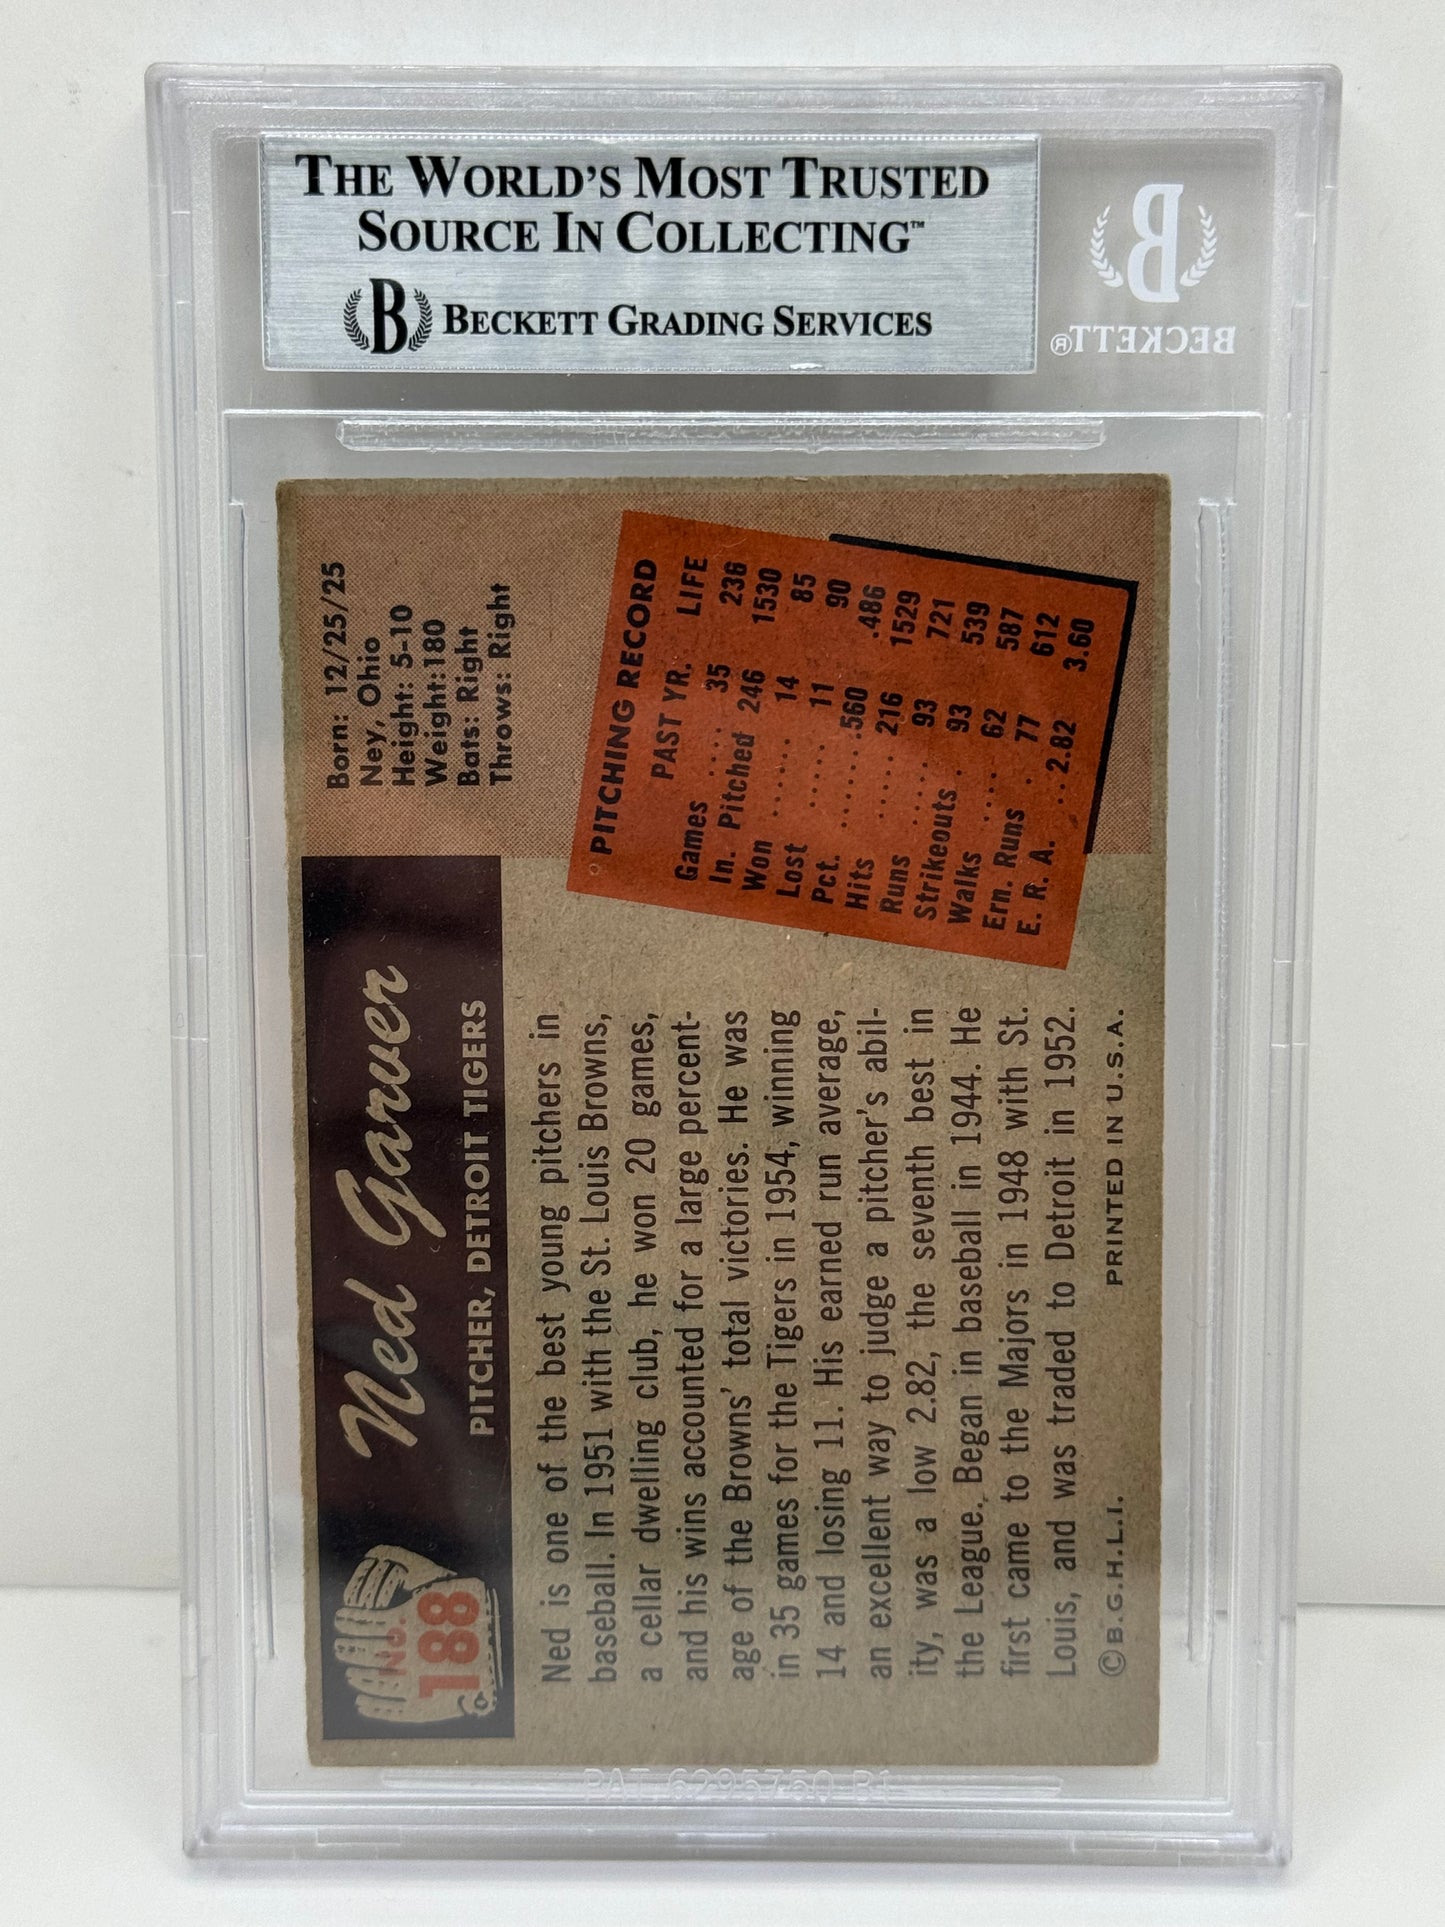 THE WORLD'S MOST TRUSTED
SOURCE IN COLLECTING™
B BECKETT GRADING SERVICES
B
BECKETT®
No.
188
Ned Garver
PITCHER, DETROIT TIGERS
Born: 12/25/25
Ney, Ohio
Height: 5-10
Weight:180
Bats: Right
Throws: Right
Ned is one of the best young pitchers in
baseball. In 1951 with the St. Louis Browns,
a cellar dwelling club, he won 20 games,
and his wins accounted for a large percent-
age of the Browns' total victories. He was
in 35 games for the Tigers in 1954, winning
14 and losing 11. His earned run average,
an excellent way to judge a pitcher's abil-
ity, was a low 2.82, the seventh best in
the League. Began in baseball in 1944. He
first came to the Majors in 1948 with St.
Louis, and was traded to Detroit in 1952.
©B.G.H.L.I. PRINTED IN U.S.A.
PITCHING RECORD
PAST YR. LIFE
Games .... 35 236
In. Pitched 246 1530
Won ...... 14 85
Lost ..... 11 90
Pct. ...... .560 .486
Hits ...... 216 1529
Runs ..... 93 721
Strikeouts . 93 539
Walks .... 62 587
Ern. Runs . 77 612
E. R. A. .. 2.82 3.60
PAT 6295750 B1